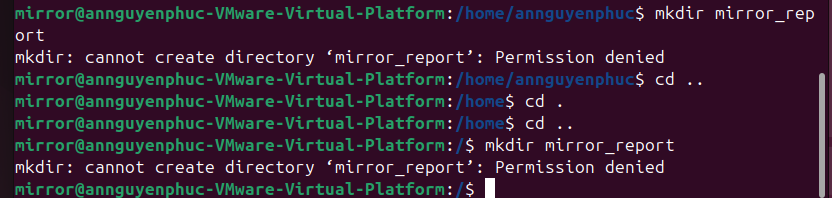 mirror@annguyenphuc-VMware-Virtual-Platform:/home/annguyenphuc$ mkdir mirror_rep
ort
mkdir: cannot create directory ‘mirror_report’: Permission denied
mirror@annguyenphuc-VMware-Virtual-Platform:/home/annguyenphuc$ cd ..
mirror@annguyenphuc-VMware-Virtual-Platform:/home$ cd .
mirror@annguyenphuc-VMware-Virtual-Platform:/home$ cd ..
mirror@annguyenphuc-VMware-Virtual-Platform:/$ mkdir mirror_report
mkdir: cannot create directory ‘mirror_report’: Permission denied
mirror@annguyenphuc-VMware-Virtual-Platform:/$